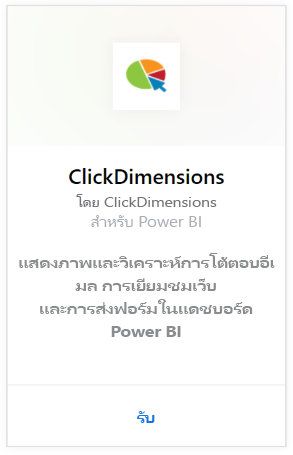 ClickDimensions
โดย ClickDimensions
สำหรับ Power BI
แสดงภาพและวิเคราะห์การโต้ตอบอีเ
มล การเยี่ยมชมเว็บ
และการส่งฟอร์มในแดชบอร์ด
Power BI
รับ